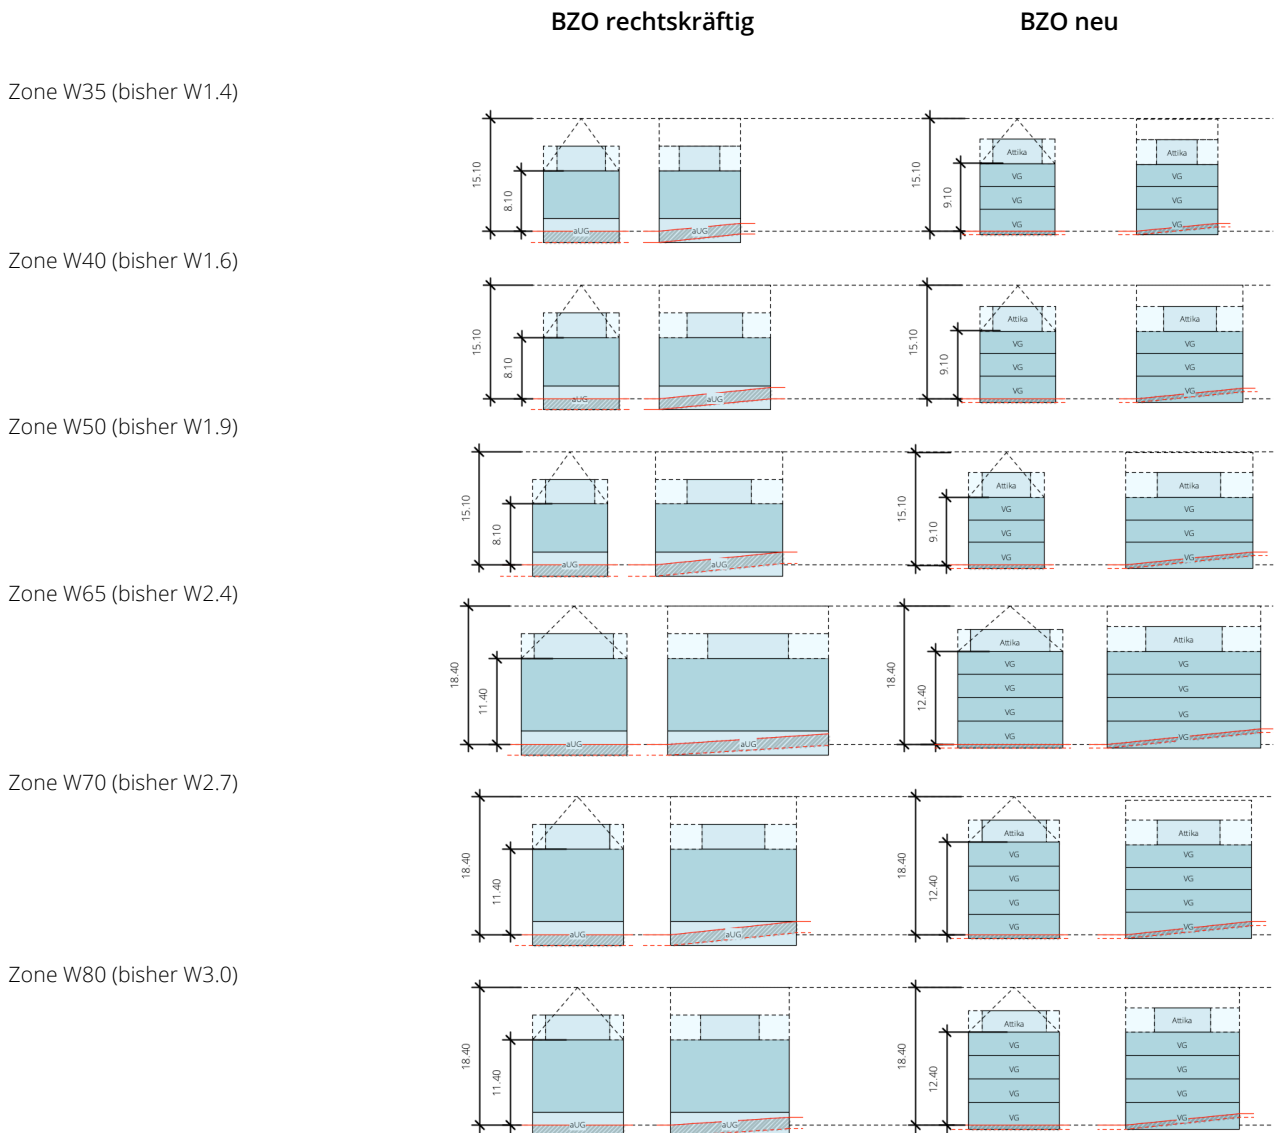 BZO rechtskräftig BZO neu
Zone W35 (bisher W1.4)
15.10 8.10 aUG aUG 15.10 9.10 Attika VG VG VG Attika VG VG VG
Zone W40 (bisher W1.6)
15.10 8.10 aUG aUG 15.10 9.10 Attika VG VG VG Attika VG VG VG
Zone W50 (bisher W1.9)
15.10 8.10 aUG aUG 15.10 9.10 Attika VG VG VG Attika VG VG VG
Zone W65 (bisher W2.4)
18.40 11.40 aUG aUG 18.40 12.40 Attika VG VG VG VG Attika VG VG VG VG
Zone W70 (bisher W2.7)
18.40 11.40 aUG aUG 18.40 12.40 Attika VG VG VG VG Attika VG VG VG VG
Zone W80 (bisher W3.0)
18.40 11.40 aUG aUG 18.40 12.40 Attika VG VG VG VG Attika VG VG VG VG